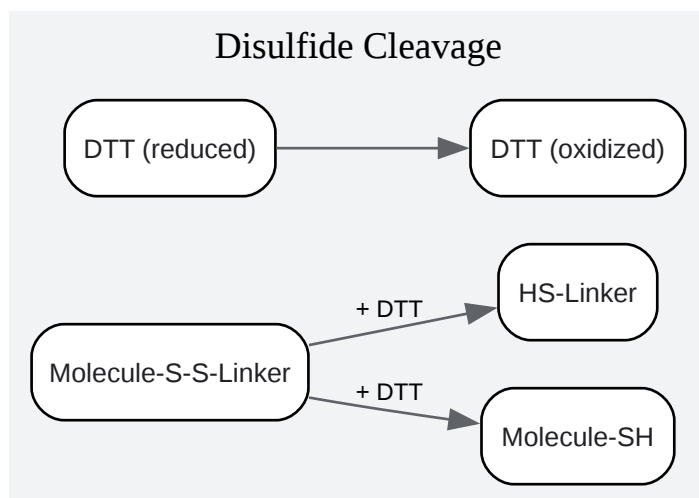 Disulfide Cleavage
DTT (reduced)
DTT (oxidized)
HS-Linker
+ DTT
Molecule-S-S-Linker
+ DTT
Molecule-SH